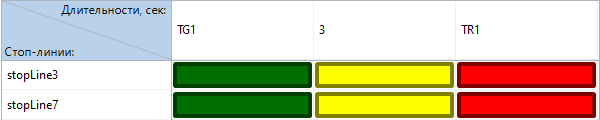 Длительности, сек:
TG1 3 TR1
Стоп-линии:
stopLine3
stopLine7